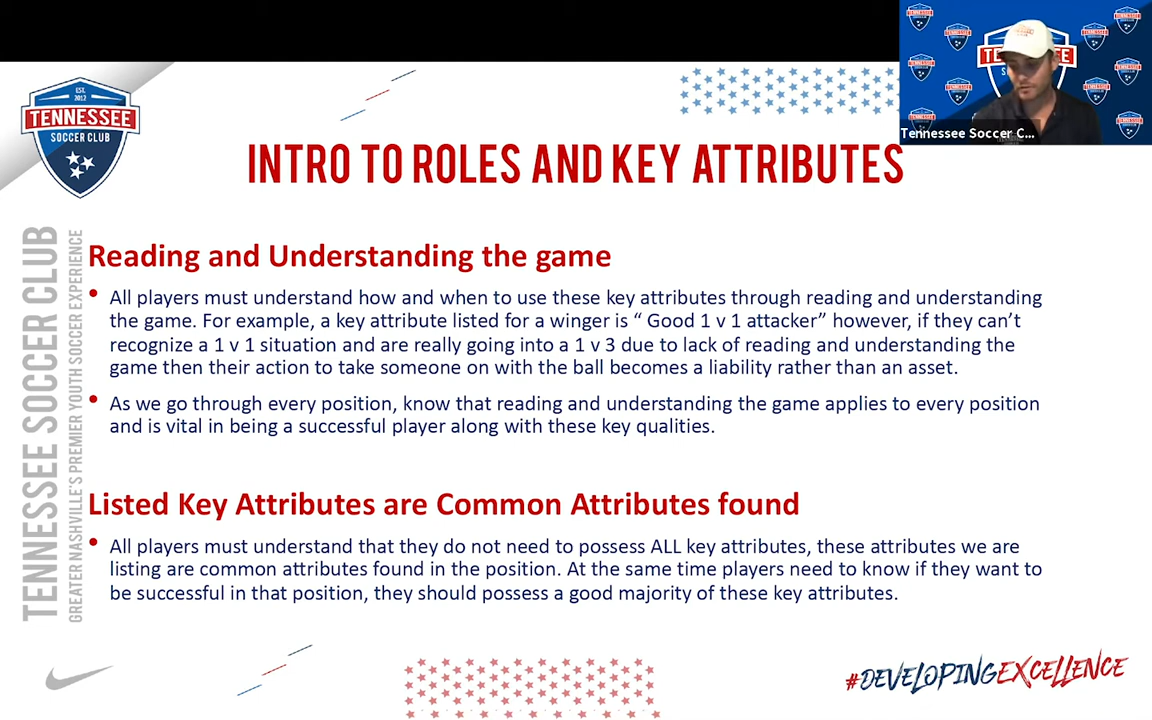 EST.
2017
TENNESSEE
SOCCER CLUB
TENNESSEE
Tennessee Soccer C...
INTRO TO ROLES AND KEY ATTRIBUTES
TENNESSEE SOCCER CLUB
GREATER NASHVILLE'S PREMIER YOUTH SOCCER EXPERIENCE
Reading and Understanding the game
• All players must understand how and when to use these key attributes through reading and understanding
the game. For example, a key attribute listed for a winger is “ Good 1 v 1 attacker” however, if they can’t
recognize a 1 v 1 situation and are really going into a 1 v 3 due to lack of reading and understanding the
game then their action to take someone on with the ball becomes a liability rather than an asset.
• As we go through every position, know that reading and understanding the game applies to every position
and is vital in being a successful player along with these key qualities.
Listed Key Attributes are Common Attributes found
• All players must understand that they do not need to possess ALL key attributes, these attributes we are
listing are common attributes found in the position. At the same time players need to know if they want to
be successful in that position, they should possess a good majority of these key attributes.
#DEVELOPINGEXCELLENCE